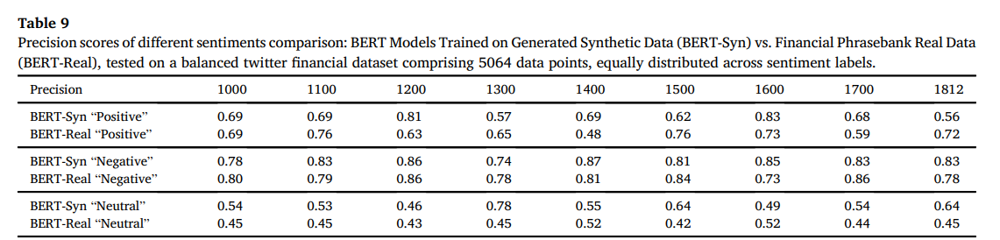 Table 9
Precision scores of different sentiments comparison: BERT Models Trained on Generated Synthetic Data (BERT-Syn) vs. Financial Phrasebank Real Data
(BERT-Real), tested on a balanced twitter financial dataset comprising 5064 data points, equally distributed across sentiment labels.
Precision 1000 1100 1200 1300 1400 1500 1600 1700 1812
BERT-Syn “Positive” 0.69 0.69 0.81 0.57 0.69 0.62 0.83 0.68 0.56
BERT-Real “Positive” 0.69 0.76 0.63 0.65 0.48 0.76 0.73 0.59 0.72
BERT-Syn “Negative” 0.78 0.83 0.86 0.74 0.87 0.81 0.85 0.83 0.83
BERT-Real “Negative” 0.80 0.79 0.86 0.78 0.81 0.84 0.73 0.86 0.78
BERT-Syn “Neutral” 0.54 0.53 0.46 0.78 0.55 0.64 0.49 0.54 0.64
BERT-Real “Neutral” 0.45 0.45 0.43 0.45 0.52 0.42 0.52 0.44 0.45